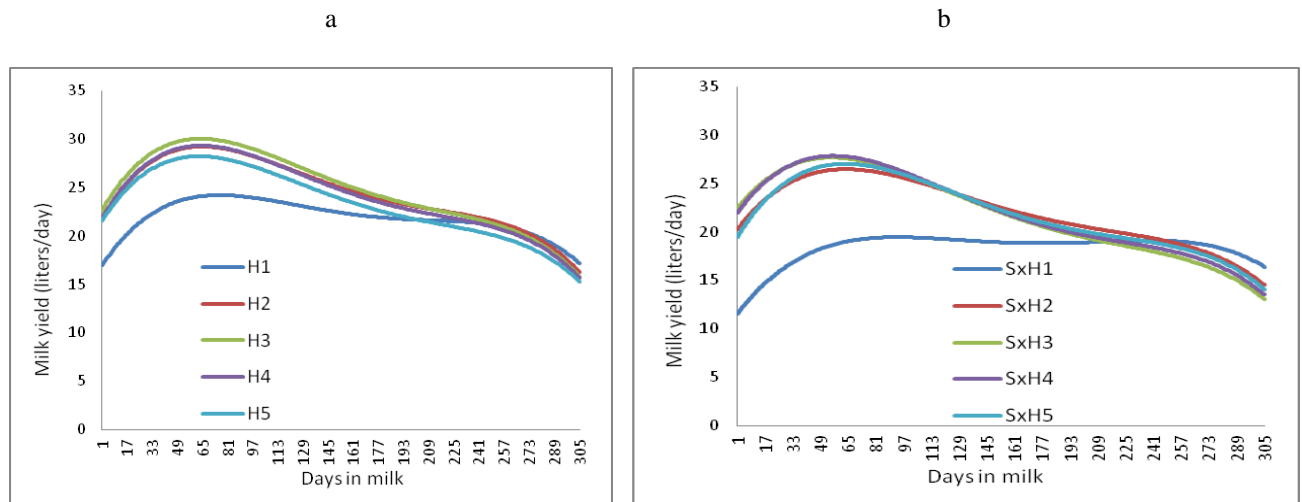 a
b
35
30
25
20
15
10
5
0
Milk yield (liters/day)
H1
H2
H3
H4
H5
1 17 33 49 65 81 97 113 129 145 161 177 193 209 225 241 257 273 289 305
Days in milk
35
30
25
20
15
10
5
0
Milk yield (liters/day)
SxH1
SxH2
SxH3
SxH4
SxH5
1 17 33 49 65 81 97 113 129 145 161 177 193 209 225 241 257 273 289 305
Days in milk